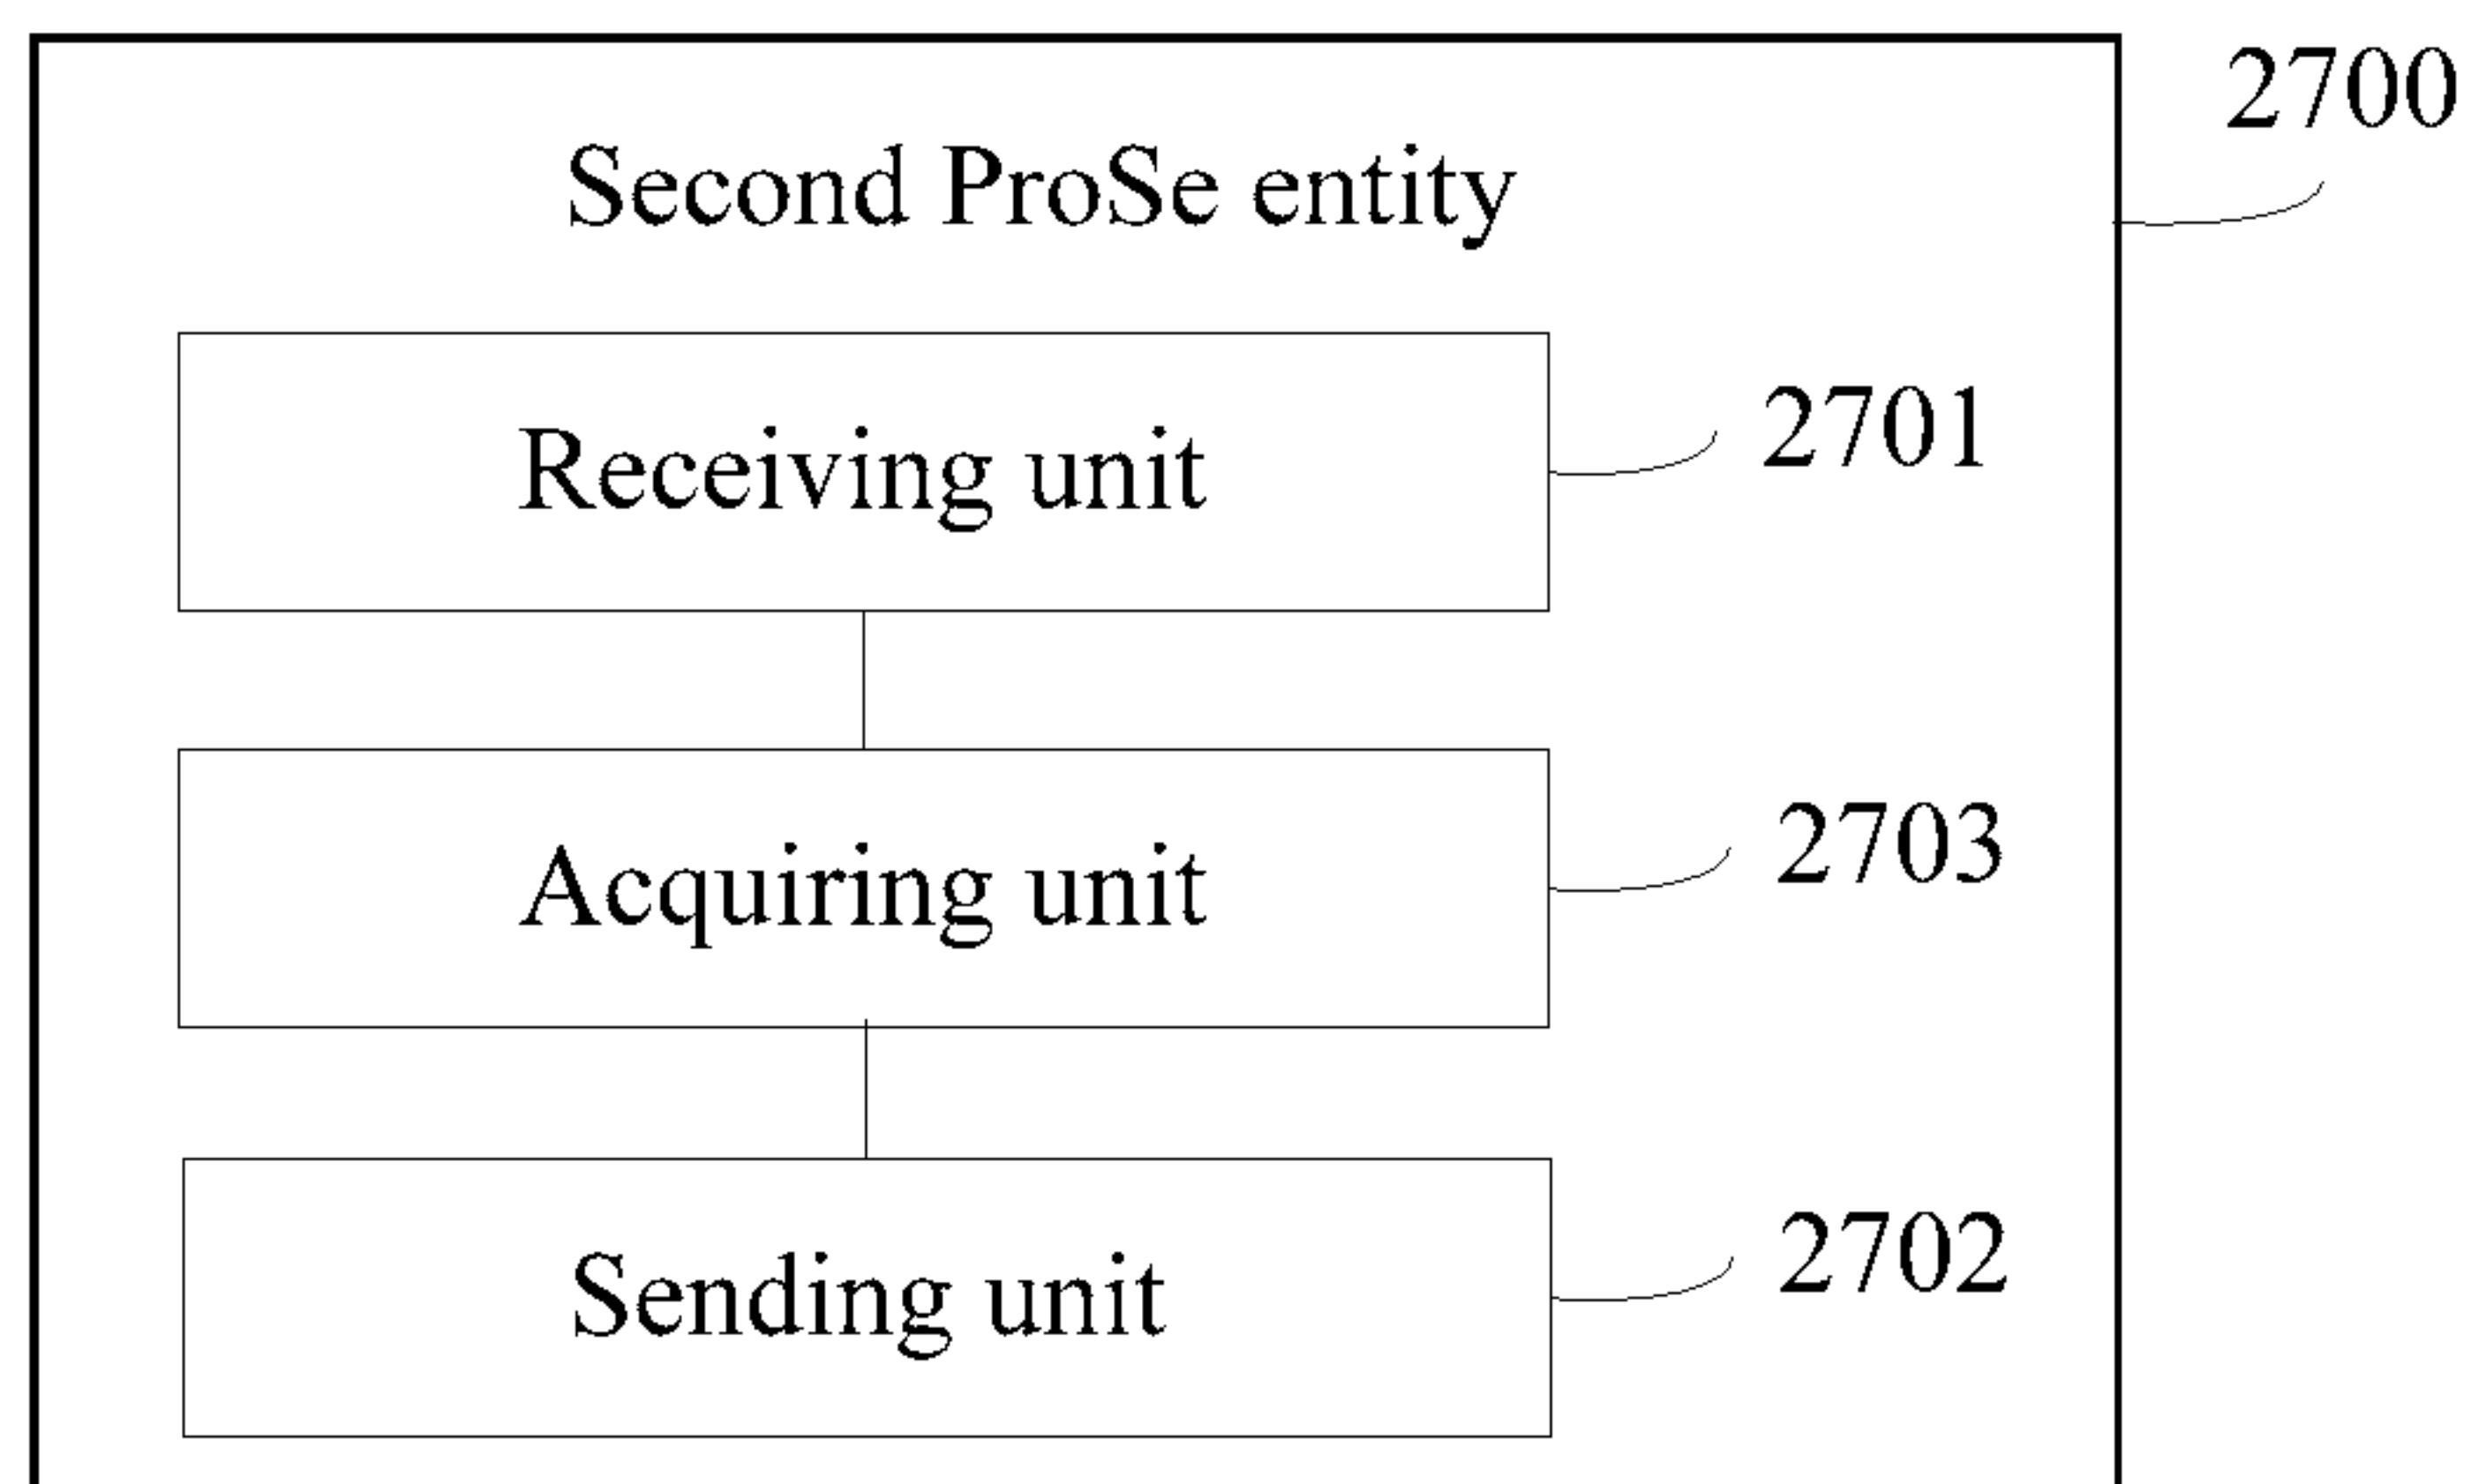 2700
Second ProSe entity
Receiving unit
2701
Acquiring unit
2703
Sending unit
2702